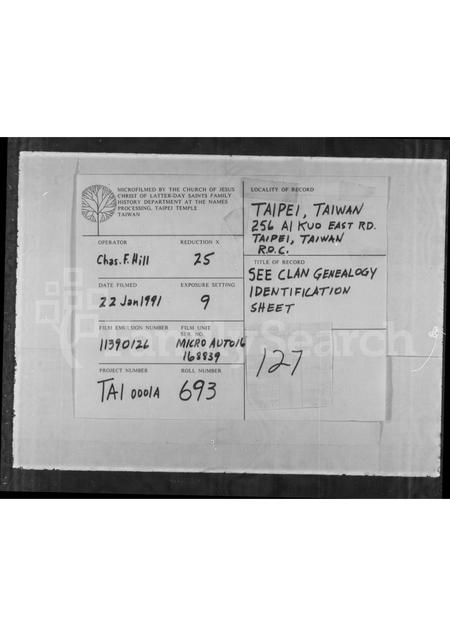 MICROFILMED BY THE CHURCH OF JESUS
CHRIST OF LATTER-DAY SAINTS FAMILY
HISTORY DEPARTMENT AT THE NAMES
PROCESSING, TAIPEI TEMPLE
TAIWAN
OPERATOR
REDUCTION X
Chas. F. Hill
25
DATE FILMED
EXPOSURE SETTING
22 Jan 1991
9
FILM EMULSION NUMBER
FILM UNIT
SER. NO.
11390126
MICRO AUTO 16
168839
PROJECT NUMBER
ROLL NUMBER
TAI 0001A
693
LOCALITY OF RECORD
TAIPEI, TAIWAN
256 AI KUO EAST RD.
TAIPEI, TAIWAN
R.O.C.
TITLE OF RECORD
SEE CLAN GENEALOGY
IDENTIFICATION
SHEET
127
FamilySearch